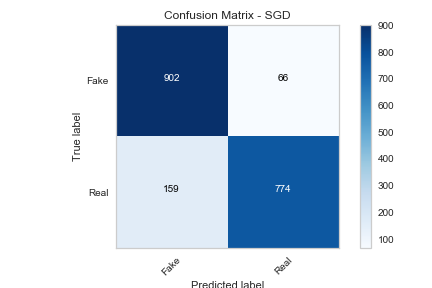 Confusion Matrix - SGD
True label
Fake
902
66
Real
159
774
Fake
Real
Predicted label
900
800
700
600
500
400
300
200
100